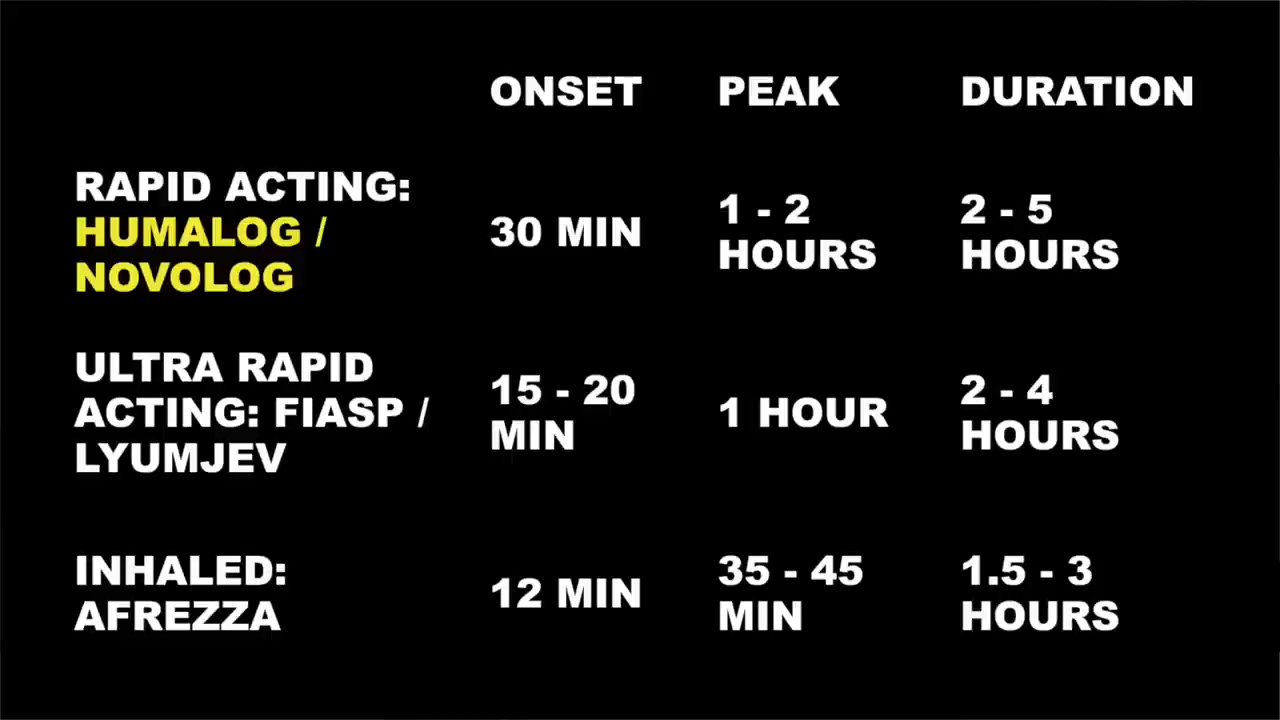 ONSET PEAK DURATION
RAPID ACTING:
HUMALOG /
NOVOLOG
30 MIN
1 - 2
HOURS
2 - 5
HOURS
ULTRA RAPID
ACTING: FIASP /
LYUMJEV
15 - 20
MIN
1 HOUR
2 - 4
HOURS
INHALED:
AFREZZA
12 MIN
35 - 45
MIN
1.5 - 3
HOURS